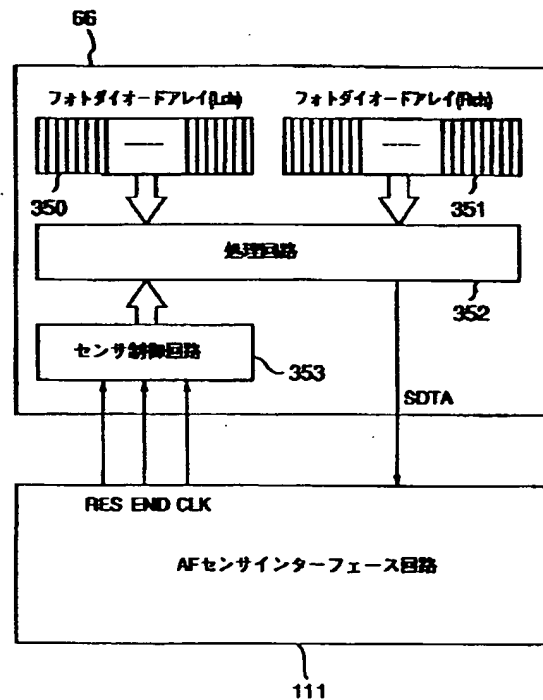 66
フォトダイオードアレイ(Lch) フォトダイオードアレイ(Rch)
350 351
処理回路
352
センサ制御回路
353
SDTA
RES END CLK
AFセンサインターフェース回路
111